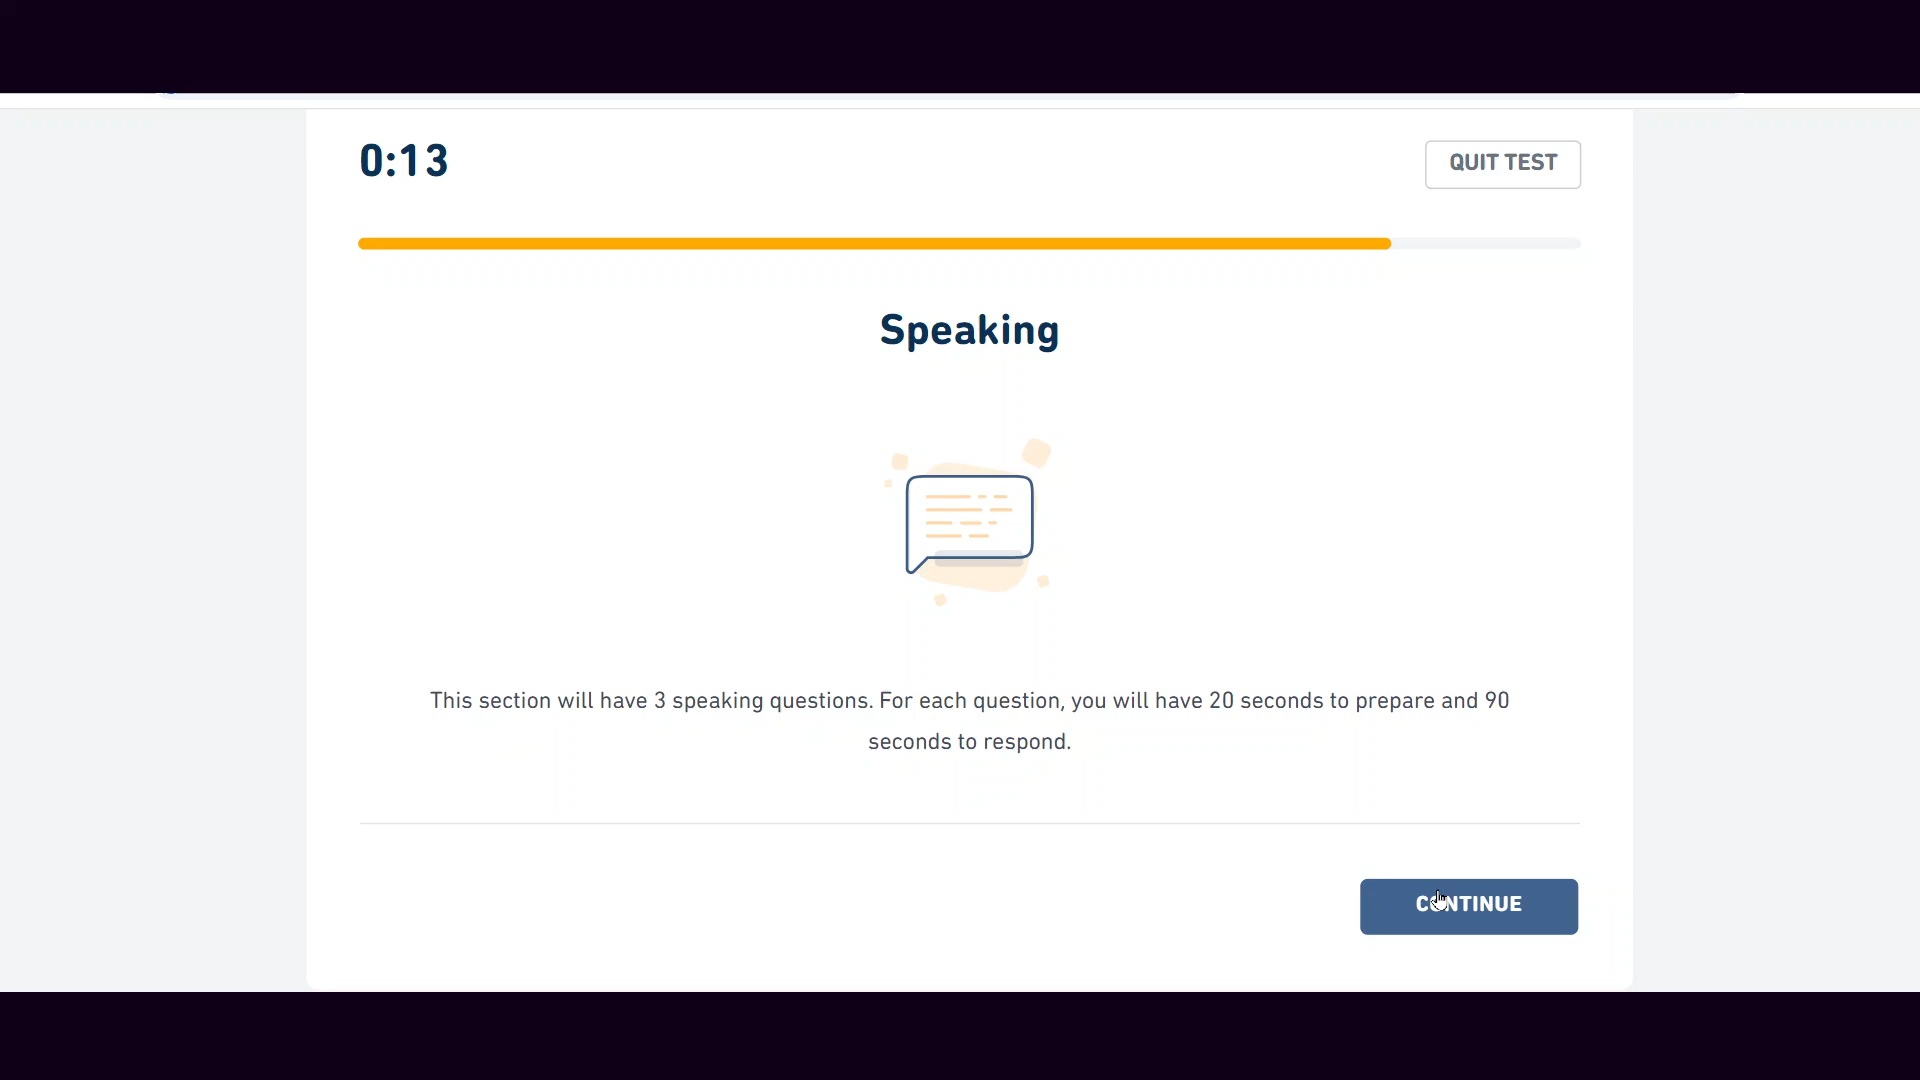 0:13
QUIT TEST
Speaking
This section will have 3 speaking questions. For each question, you will have 20 seconds to prepare and 90
seconds to respond.
CONTINUE